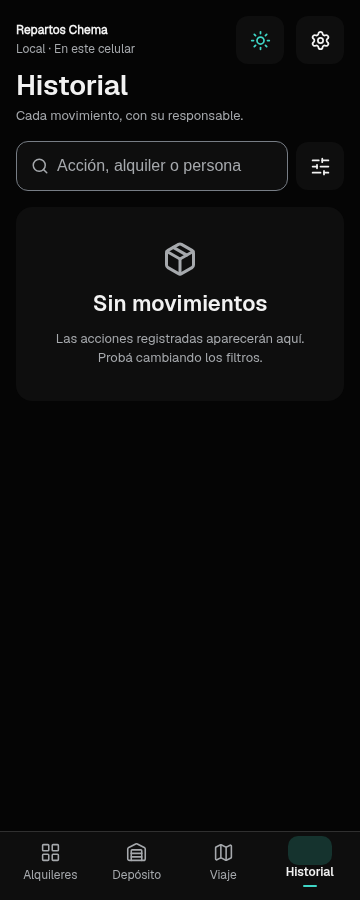 Repartos Chema
Local · En este celular
Historial
Cada movimiento, con su responsable.
Acción, alquiler o persona
Sin movimientos
Las acciones registradas aparecerán aquí.
Probá cambiando los filtros.
Alquileres
Depósito
Viaje
Historial